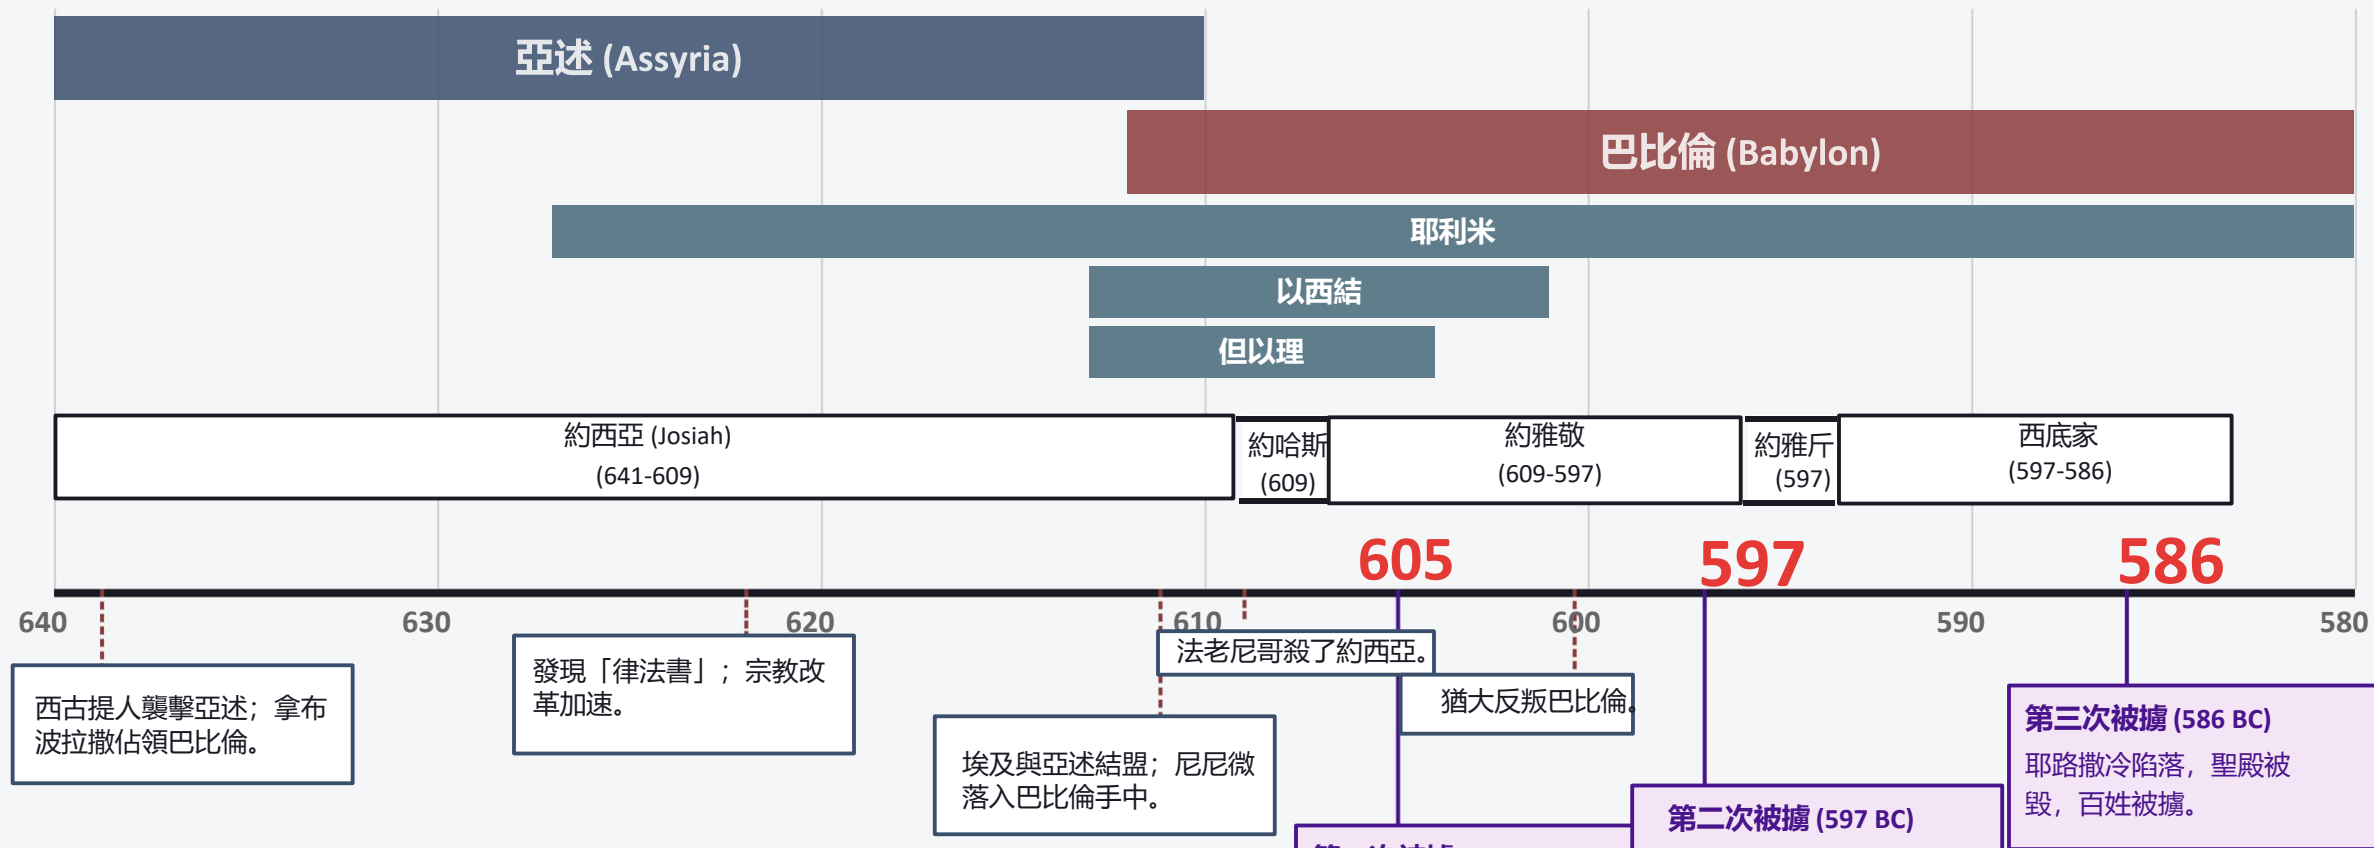 亞述 (Assyria)
巴比倫 (Babylon)
耶利米
以西結
但以理
約西亞 (Josiah)
(641-609)
約哈斯
(609)
約雅敬
(609-597)
約雅斤
(597)
西底家
(597-586)
605
597
586
640
630
620
610
600
590
580
西古提人襲擊亞述；拿布
波拉撒佔領巴比倫。
發現「律法書」；宗教改
革加速。
法老尼哥殺了約西亞。
猶大反叛巴比倫。
埃及與亞述結盟；尼尼微
落入巴比倫手中。
第二次被擄 (597 BC)
第三次被擄 (586 BC)
耶路撒冷陷落，聖殿被
毀，百姓被擄。